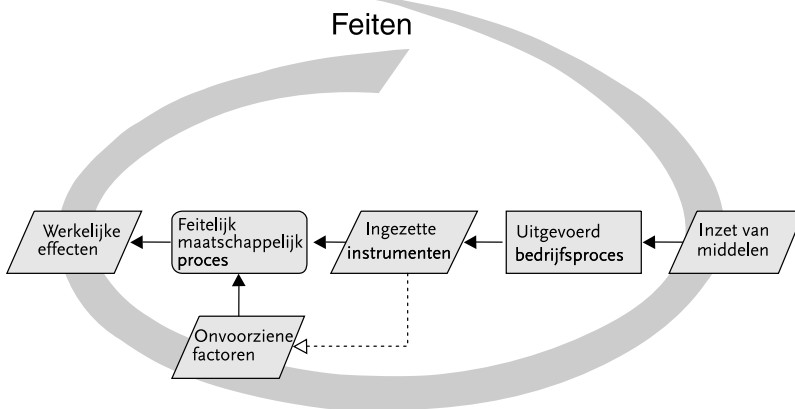 Feiten
Werkelijke
effecten
Feitelijk
maatschappelijk
proces
Ingezette
instrumenten
Uitgevoerd
bedrijfsproces
Inzet van
middelen
Onvoorziene
factoren